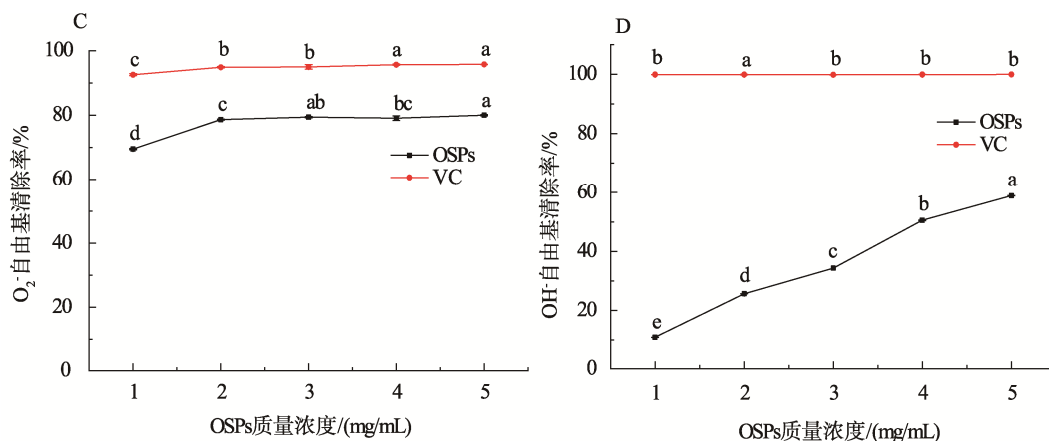 C
100
80
60
40
20
0
O₂⁻自由基清除率/%
c b b a a
d c ab bc a
OSPs
VC
1 2 3 4 5
OSPs质量浓度/(mg/mL)
D
100
80
60
40
20
0
OH⁻自由基清除率/%
b a b b b
e d c b a
OSPs
VC
1 2 3 4 5
OSPs质量浓度/(mg/mL)